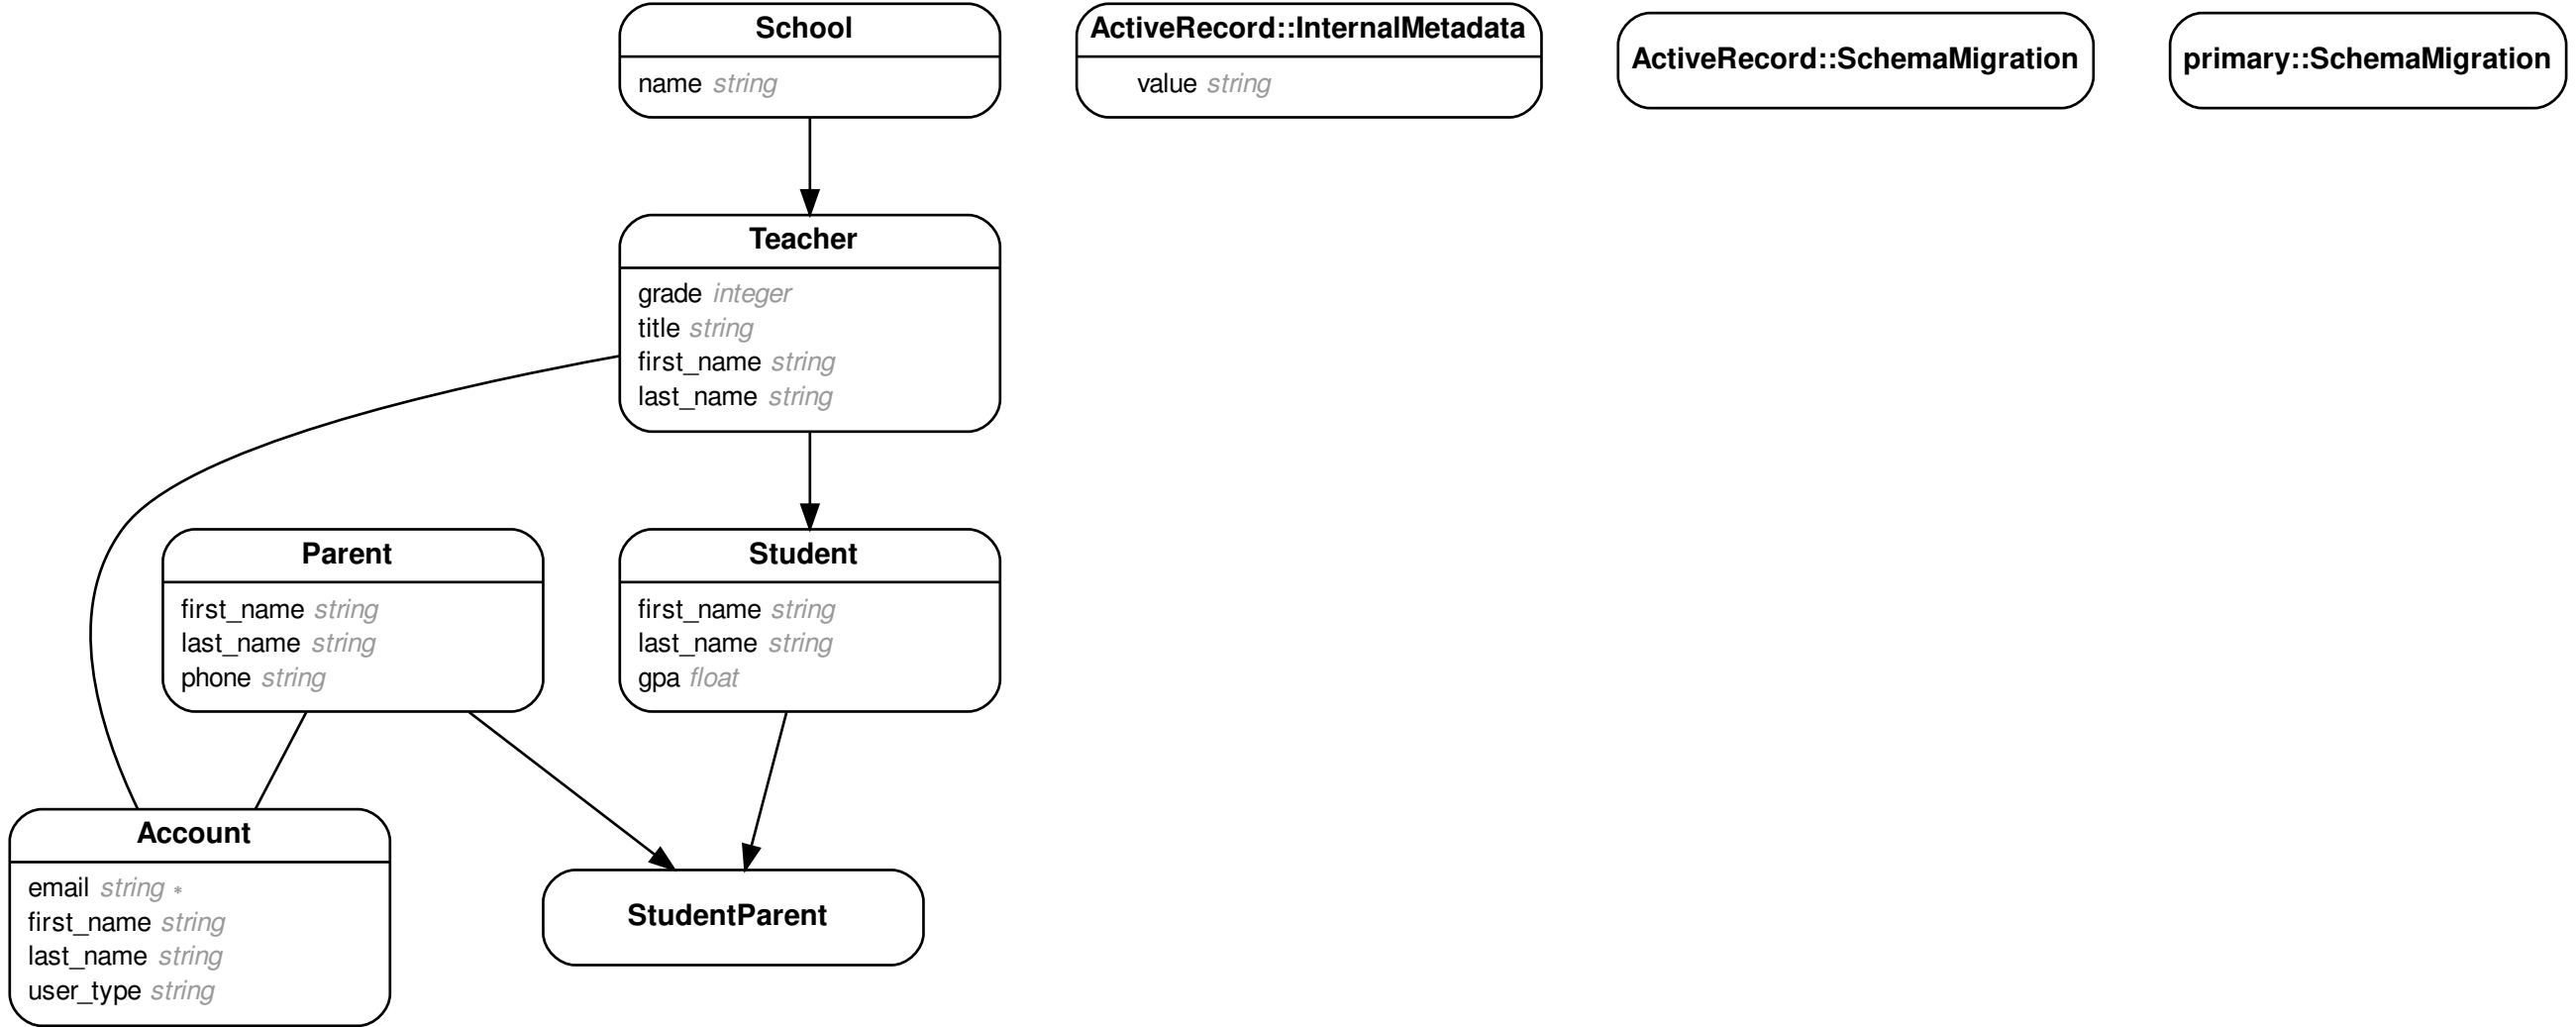 School
name string
ActiveRecord::InternalMetadata
value string
ActiveRecord::SchemaMigration
primary::SchemaMigration
Teacher
grade integer
title string
first_name string
last_name string
Parent
first_name string
last_name string
phone string
Student
first_name string
last_name string
gpa float
Account
email string *
first_name string
last_name string
user_type string
StudentParent